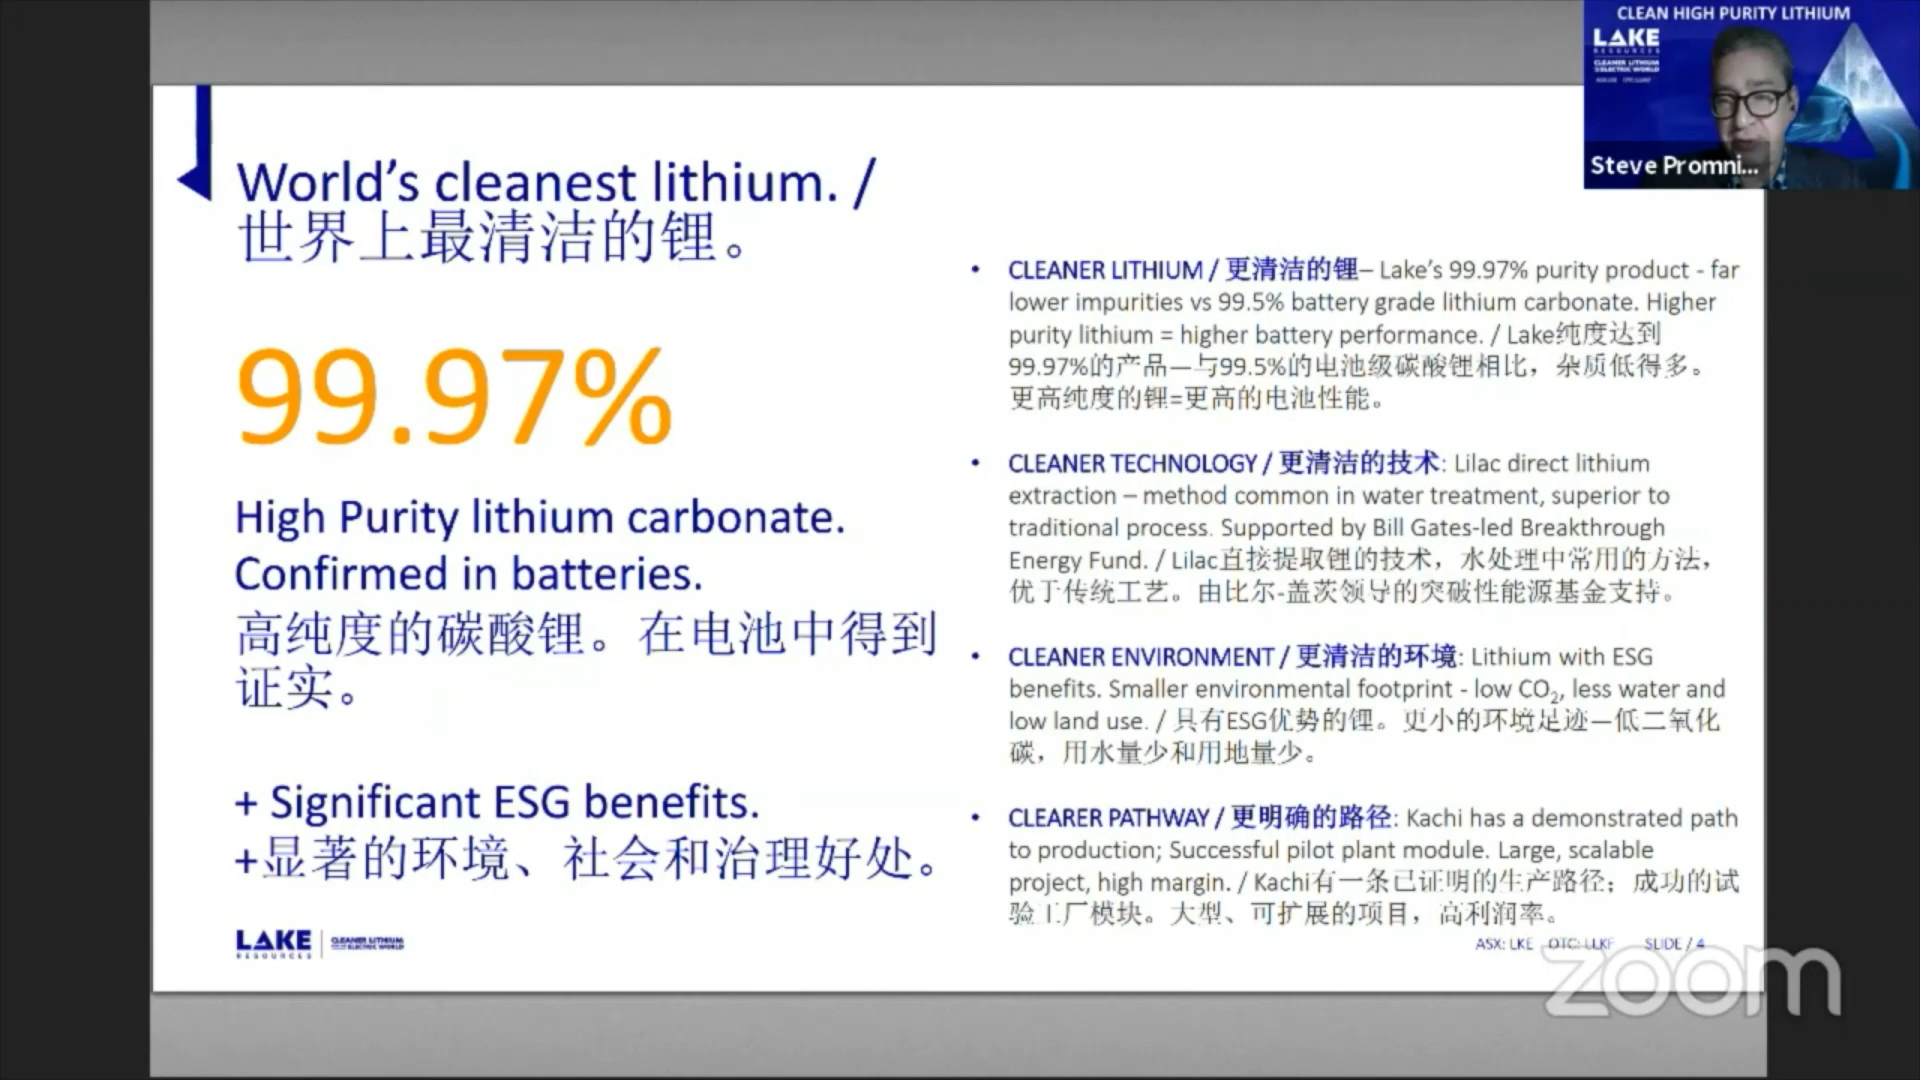 World's cleanest lithium. /
世界上最清洁的锂。
99.97%
High Purity lithium carbonate.
Confirmed in batteries.
高纯度的碳酸锂。在电池中得到
证实。
+ Significant ESG benefits.
+显著的环境、社会和治理好处。
LAKE
RESOURCES
CLEANER LITHIUM
ELECTRIC WORLD
• CLEANER LITHIUM / 更清洁的锂– Lake's 99.97% purity product - far
lower impurities vs 99.5% battery grade lithium carbonate. Higher
purity lithium = higher battery performance. / Lake纯度达到
99.97%的产品—与99.5%的电池级碳酸锂相比，杂质低得多。
更高纯度的锂=更高的电池性能。
• CLEANER TECHNOLOGY / 更清洁的技术: Lilac direct lithium
extraction – method common in water treatment, superior to
traditional process. Supported by Bill Gates-led Breakthrough
Energy Fund. / Lilac直接提取锂的技术，水处理中常用的方法，
优于传统工艺。由比尔-盖茨领导的突破性能源基金支持。
• CLEANER ENVIRONMENT / 更清洁的环境: Lithium with ESG
benefits. Smaller environmental footprint - low CO₂, less water and
low land use. / 具有ESG优势的锂。更小的环境足迹—低二氧化
碳，用水量少和用地量少。
• CLEARER PATHWAY / 更明确的路径: Kachi has a demonstrated path
to production; Successful pilot plant module. Large, scalable
project, high margin. / Kachi有一条已证明的生产路径；成功的试
验工厂模块。大型、可扩展的项目，高利润率。
ASX: LKE OTC: LLKF SLIDE / 4
CLEAN HIGH PURITY LITHIUM
LAKE
RESOURCES
CLEANER LITHIUM
ELECTRIC WORLD
Steve Promni...
zoom